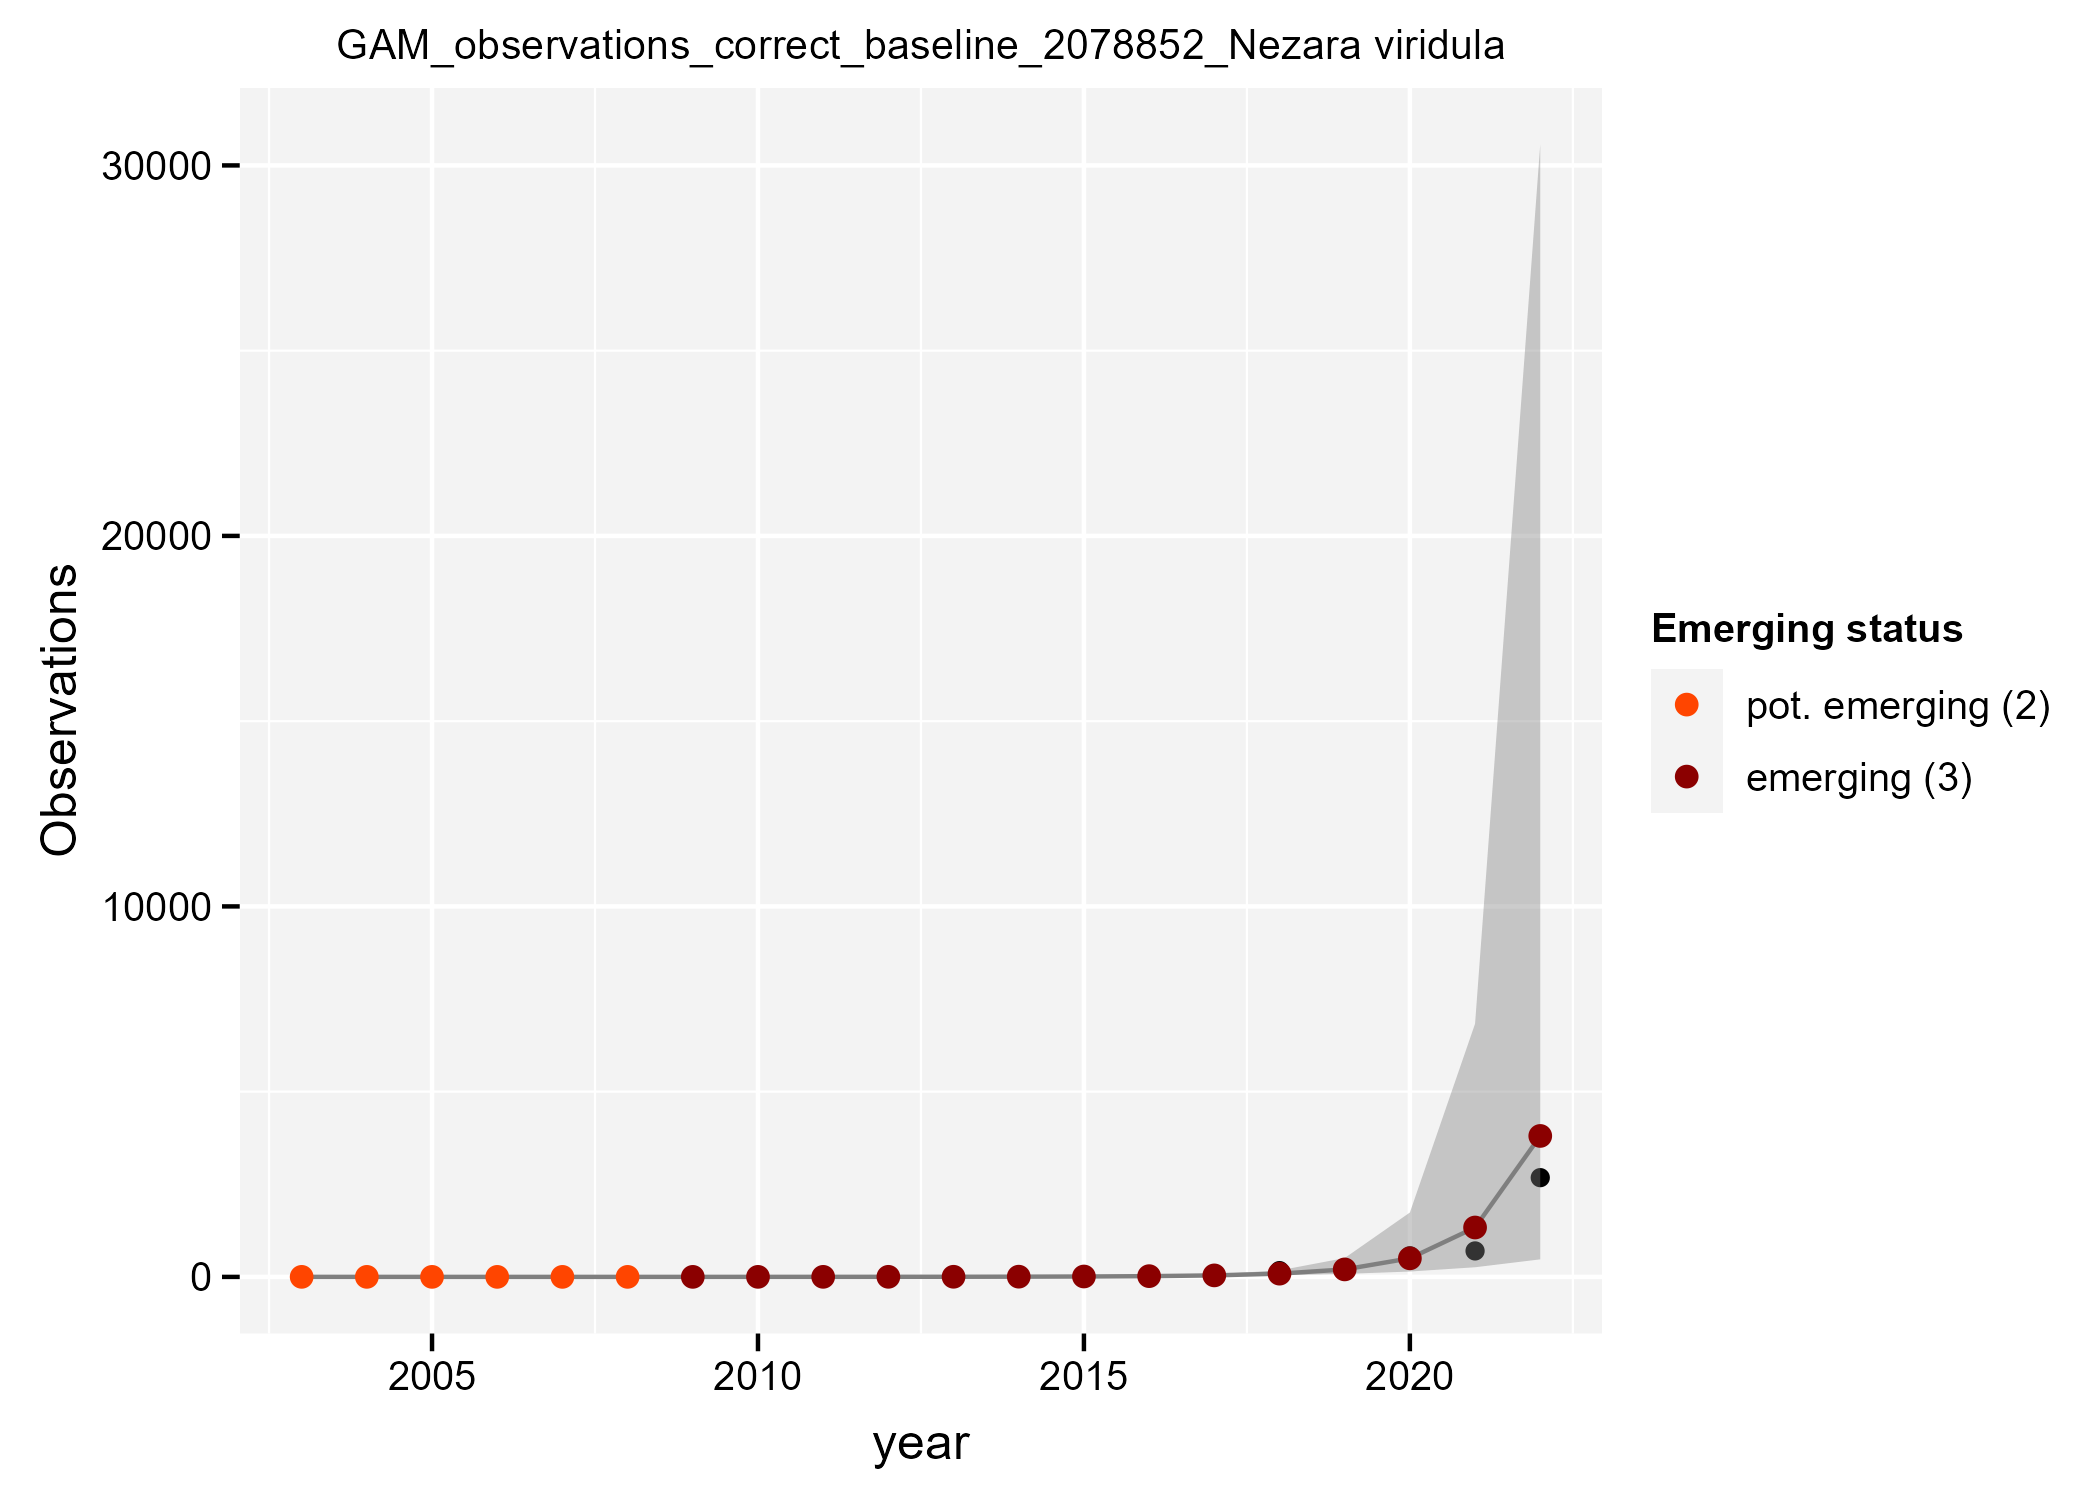 GAM_observations_correct_baseline_2078852_Nezara viridula
30000
20000
10000
0
Observations
2005
2010
2015
2020
year
Emerging status
pot. emerging (2)
emerging (3)